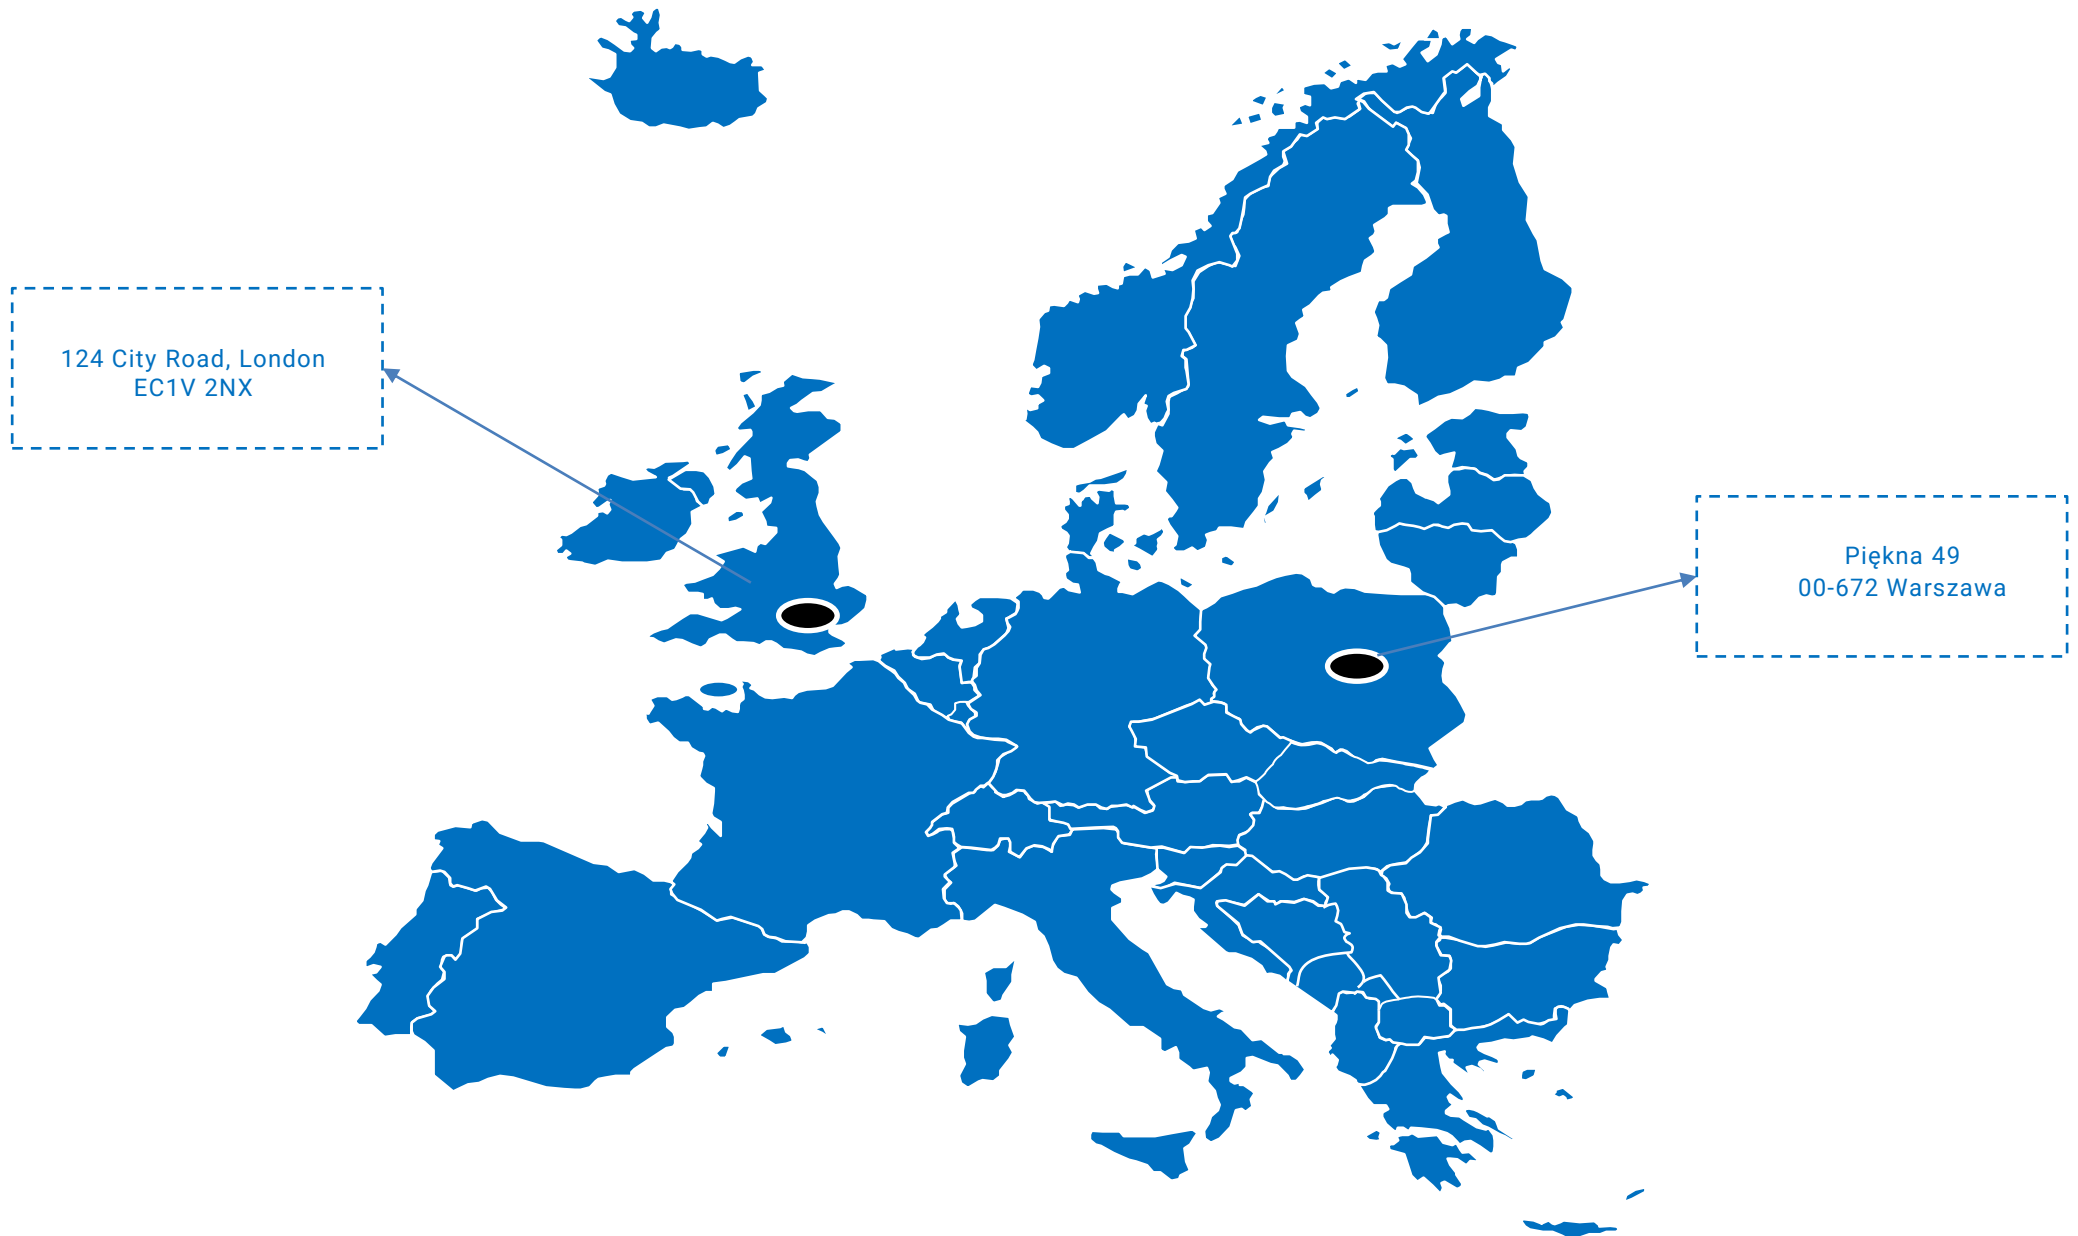 124 City Road, London
EC1V 2NX
Piękna 49
00-672 Warszawa